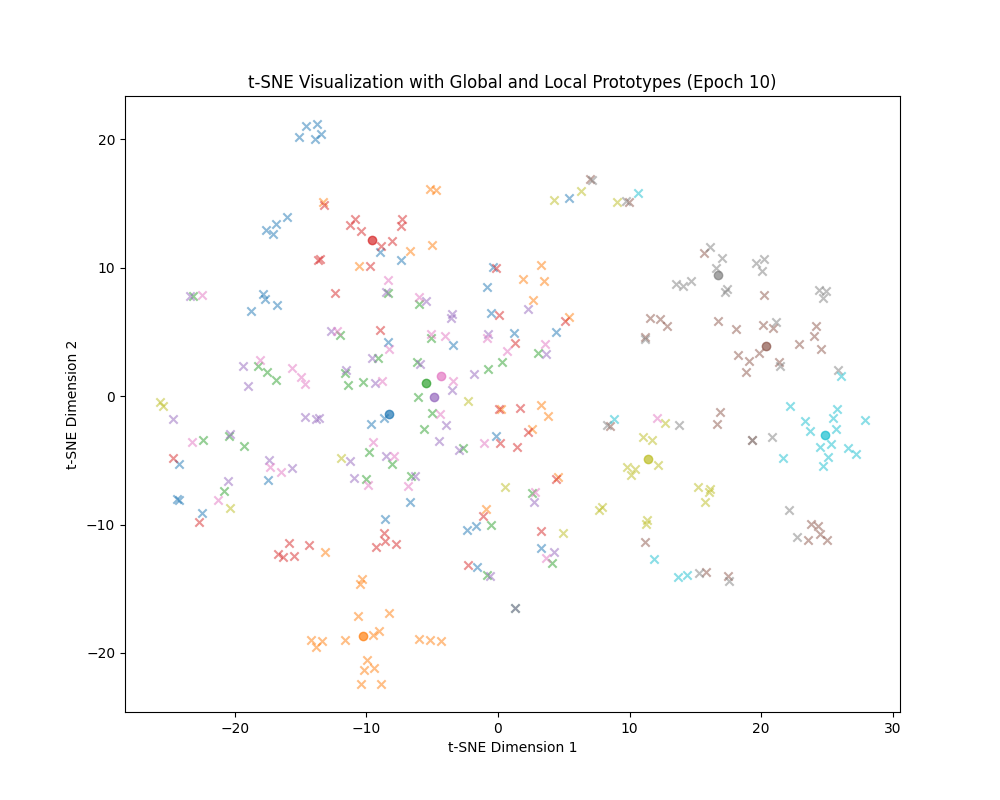 t-SNE Visualization with Global and Local Prototypes (Epoch 10)
20
10
0
−10
−20
t-SNE Dimension 2
−20 −10 0 10 20 30
t-SNE Dimension 1